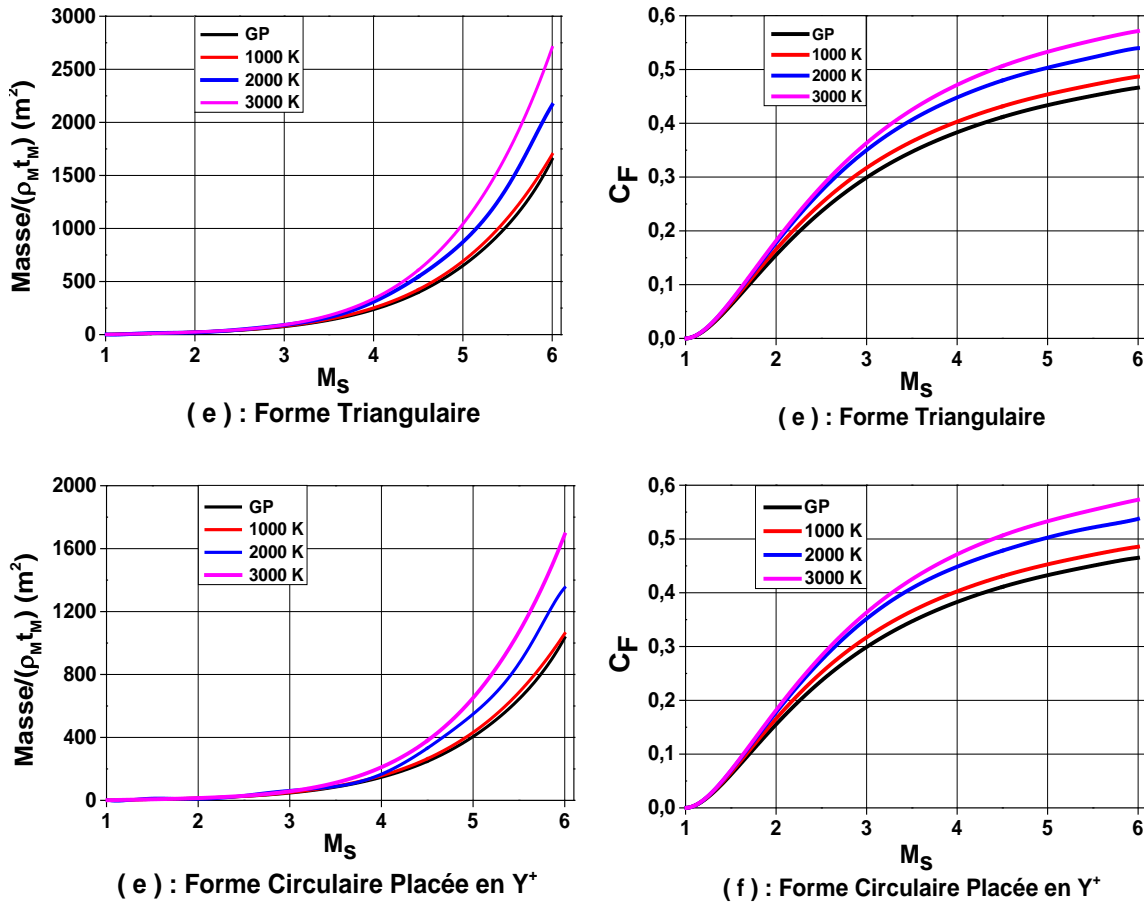 3000
2500
2000
1500
1000
500
0
Masse/(ρM tM) (m²)
GP
1000 K
2000 K
3000 K
1 2 3 4 5 6
MS
( e ) : Forme Triangulaire
0,6
0,5
0,4
0,3
0,2
0,1
0,0
CF
GP
1000 K
2000 K
3000 K
1 2 3 4 5 6
MS
( e ) : Forme Triangulaire
2000
1600
1200
800
400
0
Masse/(ρM tM) (m²)
GP
1000 K
2000 K
3000 K
1 2 3 4 5 6
MS
( e ) : Forme Circulaire Placée en Y⁺
0,6
0,5
0,4
0,3
0,2
0,1
0,0
CF
GP
1000 K
2000 K
3000 K
1 2 3 4 5 6
MS
( f ) : Forme Circulaire Placée en Y⁺